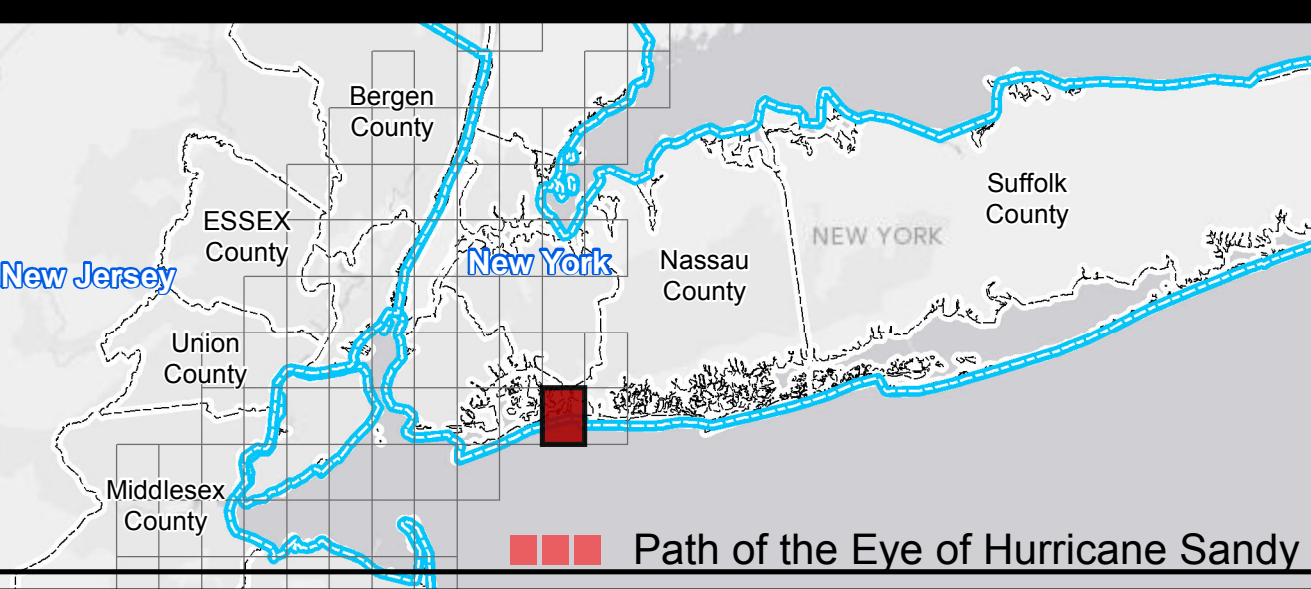 Bergen
County
Suffolk
County
ESSEX
County
NEW YORK
New Jersey
New York
Nassau
County
Union
County
Middlesex
County
Path of the Eye of Hurricane Sandy